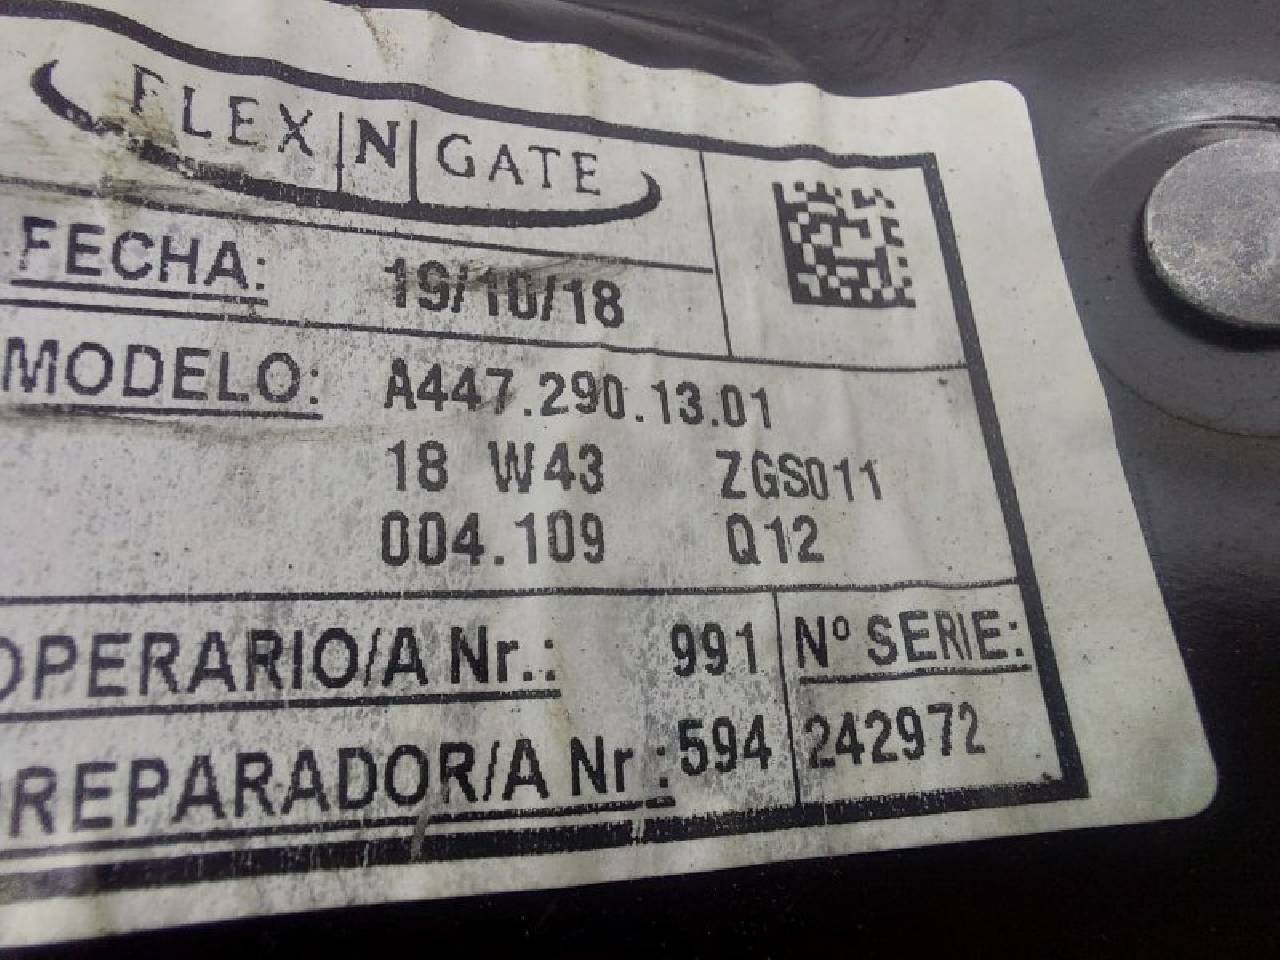 FLEX|N|GATE
FECHA: 19/10/18
MODELO: A447.290.13.01
18 W43 ZGS011
004.109 Q12
OPERARIO/A Nr.: 991 Nº SERIE:
PREPARADOR/A Nr.: 594 242972